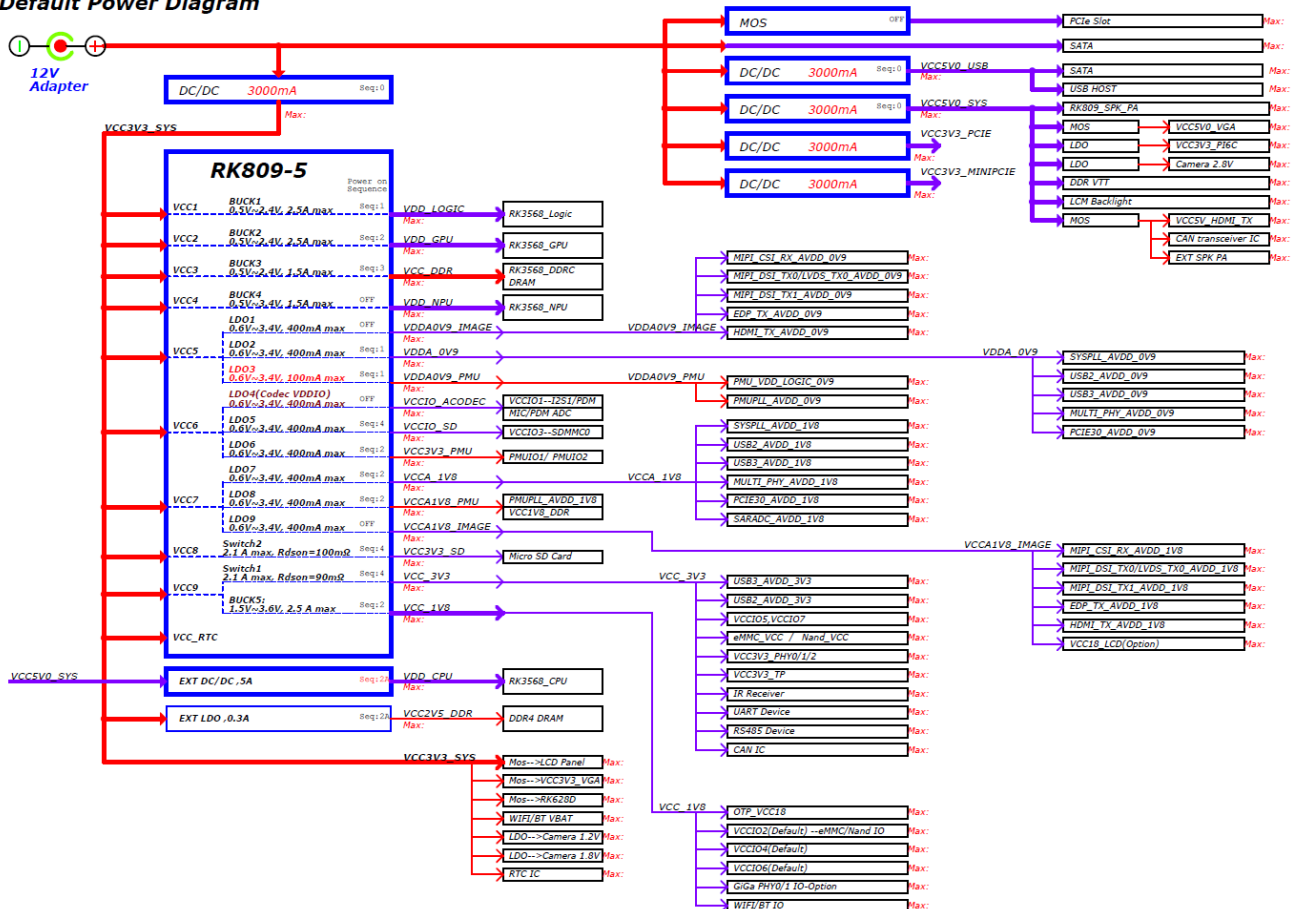 Default Power Diagram
12V
Adapter
DC/DC 3000mA Seq:0
Max:
VCC3V3_SYS
MOS OFF
PCIe Slot Max:
SATA Max:
DC/DC 3000mA Seq:0
VCC5V0_USB
Max:
SATA Max:
USB HOST Max:
DC/DC 3000mA Seq:0
VCC5V0_SYS
Max:
RK809_SPK_PA Max:
MOS VCC5V0_VGA Max:
LDO VCC3V3_PI6C Max:
LDO Camera 2.8V Max:
DDR VTT Max:
LCM Backlight Max:
MOS VCC5V_HDMI_TX Max:
CAN transceiver IC Max:
EXT SPK PA Max:
DC/DC 3000mA
VCC3V3_PCIE
Max:
DC/DC 3000mA
VCC3V3_MINIPCIE
Max:
RK809-5
Power on
Sequence
VCC1
BUCK1
0.5V~2.4V, 2.5A max Seq:1
VDD_LOGIC
Max:
RK3568_Logic
VCC2
BUCK2
0.5V~2.4V, 2.5A max Seq:2
VDD_GPU
Max:
RK3568_GPU
VCC3
BUCK3
0.5V~2.4V, 1.5A max Seq:3
VCC_DDR
Max:
RK3568_DDRC
DRAM
VCC4
BUCK4
0.5V~3.4V, 1.5A max OFF
VDD_NPU
Max:
RK3568_NPU
VCC5
LDO1
0.6V~3.4V, 400mA max OFF
VDDA0V9_IMAGE
Max:
LDO2
0.6V~3.4V, 400mA max Seq:1
VDDA_0V9
Max:
LDO3
0.6V~3.4V, 100mA max Seq:1
VDDA0V9_PMU
Max:
VCC6
LDO4(Codec VDDIO)
0.6V~3.4V, 400mA max OFF
VCCIO_ACODEC
Max:
VCCIO1--I2S1/PDM
MIC/PDM ADC
LDO5
0.6V~3.4V, 400mA max Seq:4
VCCIO_SD
Max:
VCCIO3--SDMMC0
LDO6
0.6V~3.4V, 400mA max Seq:2
VCC3V3_PMU
Max:
PMUIO1/ PMUIO2
VCC7
LDO7
0.6V~3.4V, 400mA max Seq:2
VCCA_1V8
Max:
LDO8
0.6V~3.4V, 400mA max Seq:2
VCCA1V8_PMU
Max:
PMUPLL_AVDD_1V8
VCC1V8_DDR
LDO9
0.6V~3.4V, 400mA max OFF
VCCA1V8_IMAGE
Max:
VCC8
Switch2
2.1 A max, Rdson=100mΩ Seq:4
VCC3V3_SD
Max:
Micro SD Card
VCC9
Switch1
2.1 A max, Rdson=90mΩ Seq:4
VCC_3V3
Max:
BUCK5:
1.5V~3.6V, 2.5 A max Seq:2
VCC_1V8
Max:
VCC_RTC
VCC5V0_SYS
EXT DC/DC ,5A Seq:2A
VDD_CPU
Max:
RK3568_CPU
EXT LDO ,0.3A Seq:2A
VCC2V5_DDR
Max:
DDR4 DRAM
VCC3V3_SYS
Mos-->LCD Panel Max:
Mos-->VCC3V3_VGA Max:
Mos-->RK628D Max:
WIFI/BT VBAT Max:
LDO-->Camera 1.2V Max:
LDO-->Camera 1.8V Max:
RTC IC Max:
VDDA0V9_IMAGE
MIPI_CSI_RX_AVDD_0V9 Max:
MIPI_DSI_TX0/LVDS_TX0_AVDD_0V9 Max:
MIPI_DSI_TX1_AVDD_0V9 Max:
EDP_TX_AVDD_0V9 Max:
HDMI_TX_AVDD_0V9 Max:
VDDA0V9_PMU
PMU_VDD_LOGIC_0V9 Max:
PMUPLL_AVDD_0V9 Max:
VCCA_1V8
SYSPLL_AVDD_1V8 Max:
USB2_AVDD_1V8 Max:
USB3_AVDD_1V8 Max:
MULTI_PHY_AVDD_1V8 Max:
PCIE30_AVDD_1V8 Max:
SARADC_AVDD_1V8 Max:
VCC_3V3
USB3_AVDD_3V3 Max:
USB2_AVDD_3V3 Max:
VCCIO5,VCCIO7 Max:
eMMC_VCC / Nand_VCC Max:
VCC3V3_PHY0/1/2 Max:
VCC3V3_TP Max:
IR Receiver Max:
UART Device Max:
RS485 Device Max:
CAN IC Max:
VCC_1V8
OTP_VCC18 Max:
VCCIO2(Default) --eMMC/Nand IO Max:
VCCIO4(Default) Max:
VCCIO6(Default) Max:
GiGa PHY0/1 IO-Option Max:
WIFI/BT IO Max:
VDDA_0V9
SYSPLL_AVDD_0V9 Max:
USB2_AVDD_0V9 Max:
USB3_AVDD_0V9 Max:
MULTI_PHY_AVDD_0V9 Max:
PCIE30_AVDD_0V9 Max:
VCCA1V8_IMAGE
MIPI_CSI_RX_AVDD_1V8 Max:
MIPI_DSI_TX0/LVDS_TX0_AVDD_1V8 Max:
MIPI_DSI_TX1_AVDD_1V8 Max:
EDP_TX_AVDD_1V8 Max:
HDMI_TX_AVDD_1V8 Max:
VCC18_LCD(Option) Max: